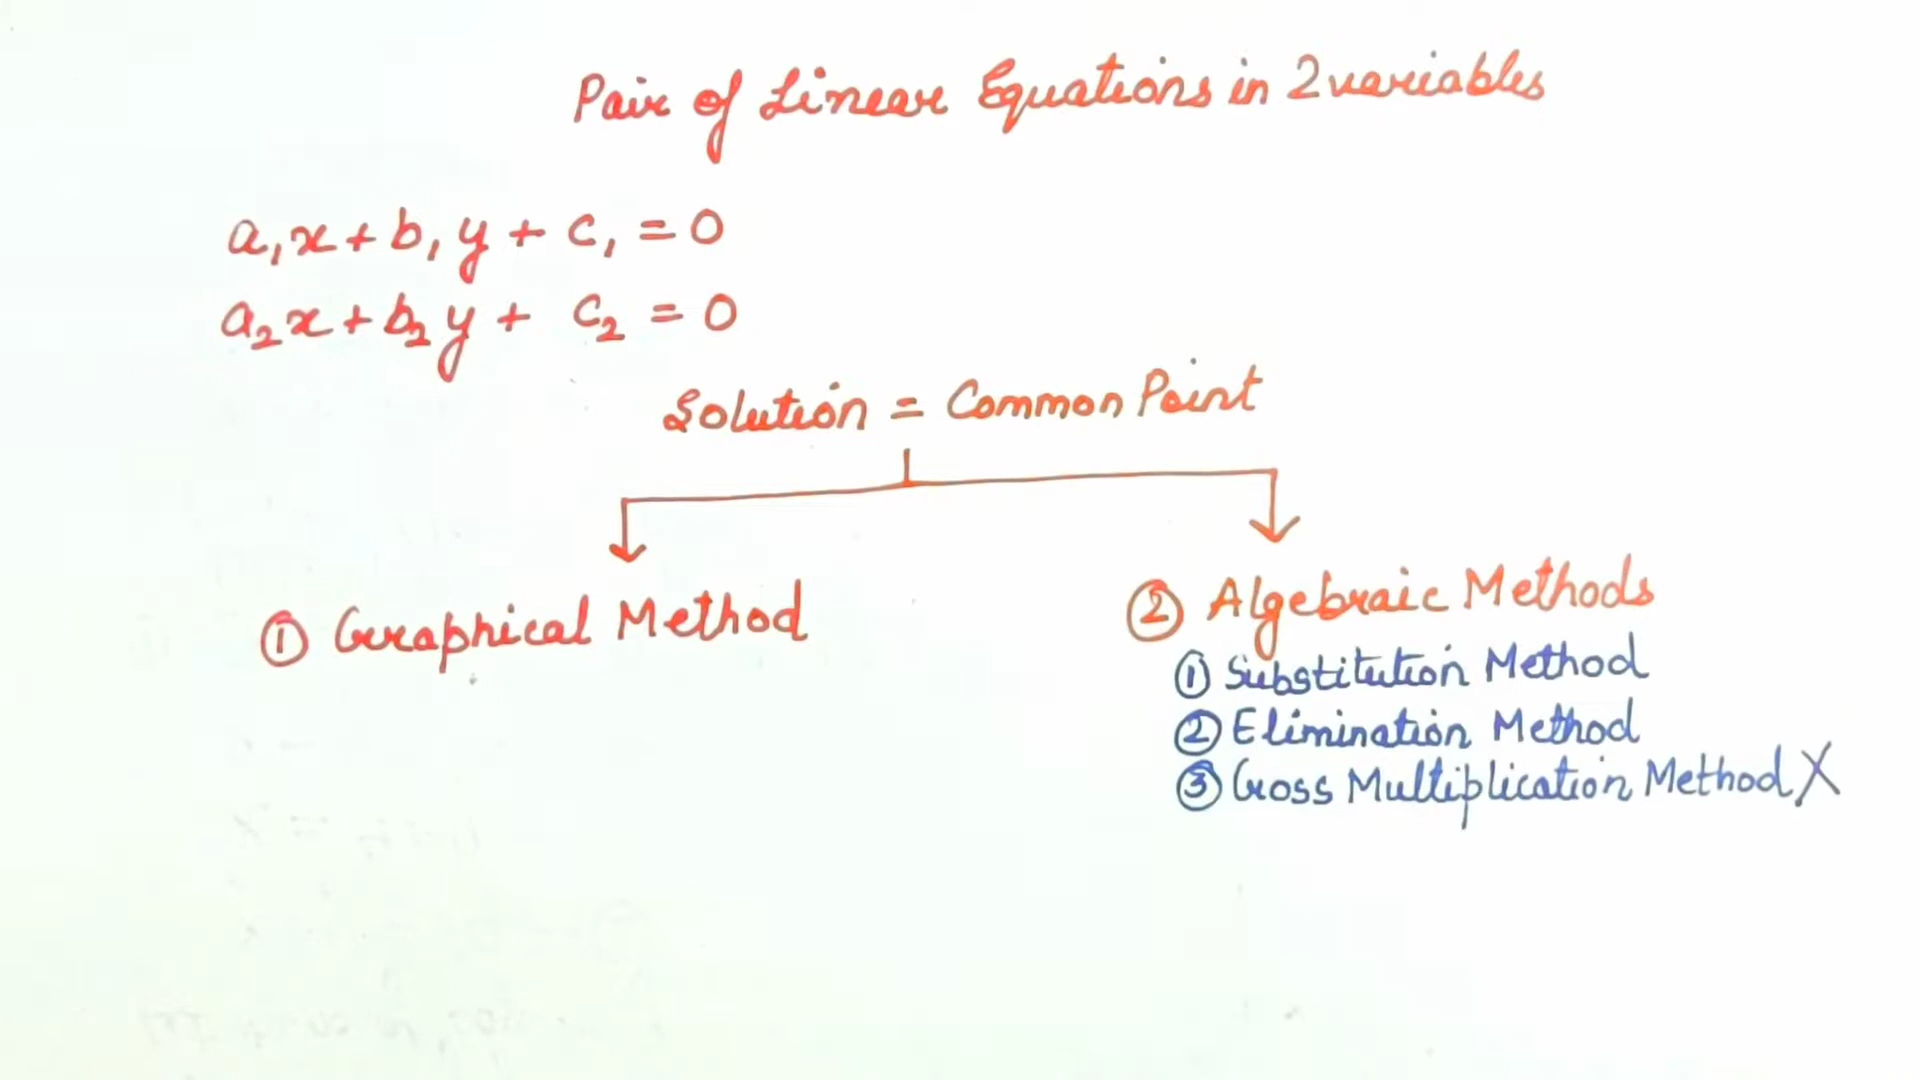 Pair of Linear Equations in 2 variables
a₁x + b₁y + c₁ = 0
a₂x + b₂y + c₂ = 0
Solution = Common Point
① Graphical Method
② Algebraic Methods
① Substitution Method
② Elimination Method
③ Cross Multiplication Method X